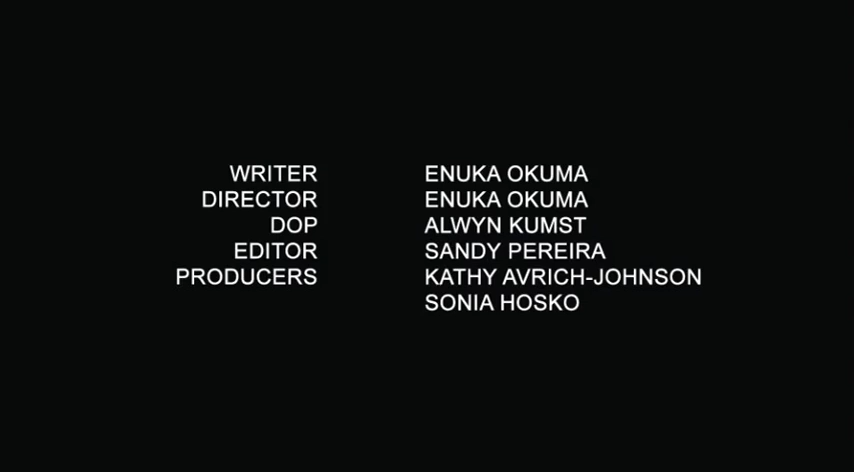 WRITER ENUKA OKUMA
DIRECTOR ENUKA OKUMA
DOP ALWYN KUMST
EDITOR SANDY PEREIRA
PRODUCERS KATHY AVRICH-JOHNSON
SONIA HOSKO